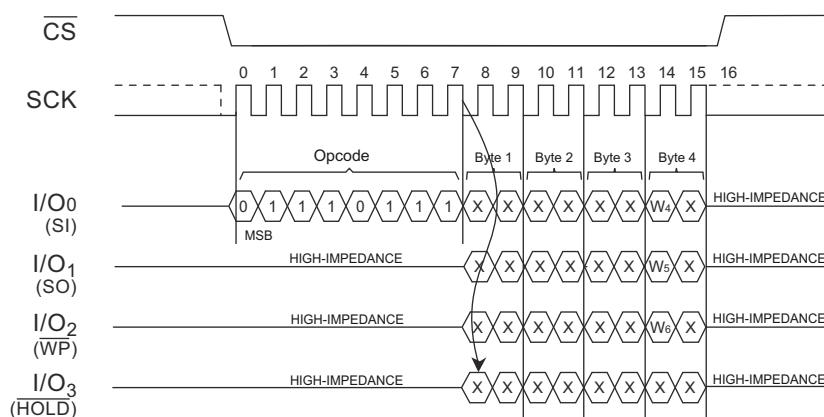 CS
0 1 2 3 4 5 6 7 8 9 10 11 12 13 14 15 16
SCK
Opcode Byte 1 Byte 2 Byte 3 Byte 4
I/O0 0 1 1 1 0 1 1 1 X X X X X X W4 X HIGH-IMPEDANCE
(SI)
MSB
I/O1 HIGH-IMPEDANCE X X X X X X W5 X HIGH-IMPEDANCE
(SO)
I/O2 HIGH-IMPEDANCE X X X X X X W6 X HIGH-IMPEDANCE
(WP)
I/O3 HIGH-IMPEDANCE X X X X X X X X HIGH-IMPEDANCE
(HOLD)